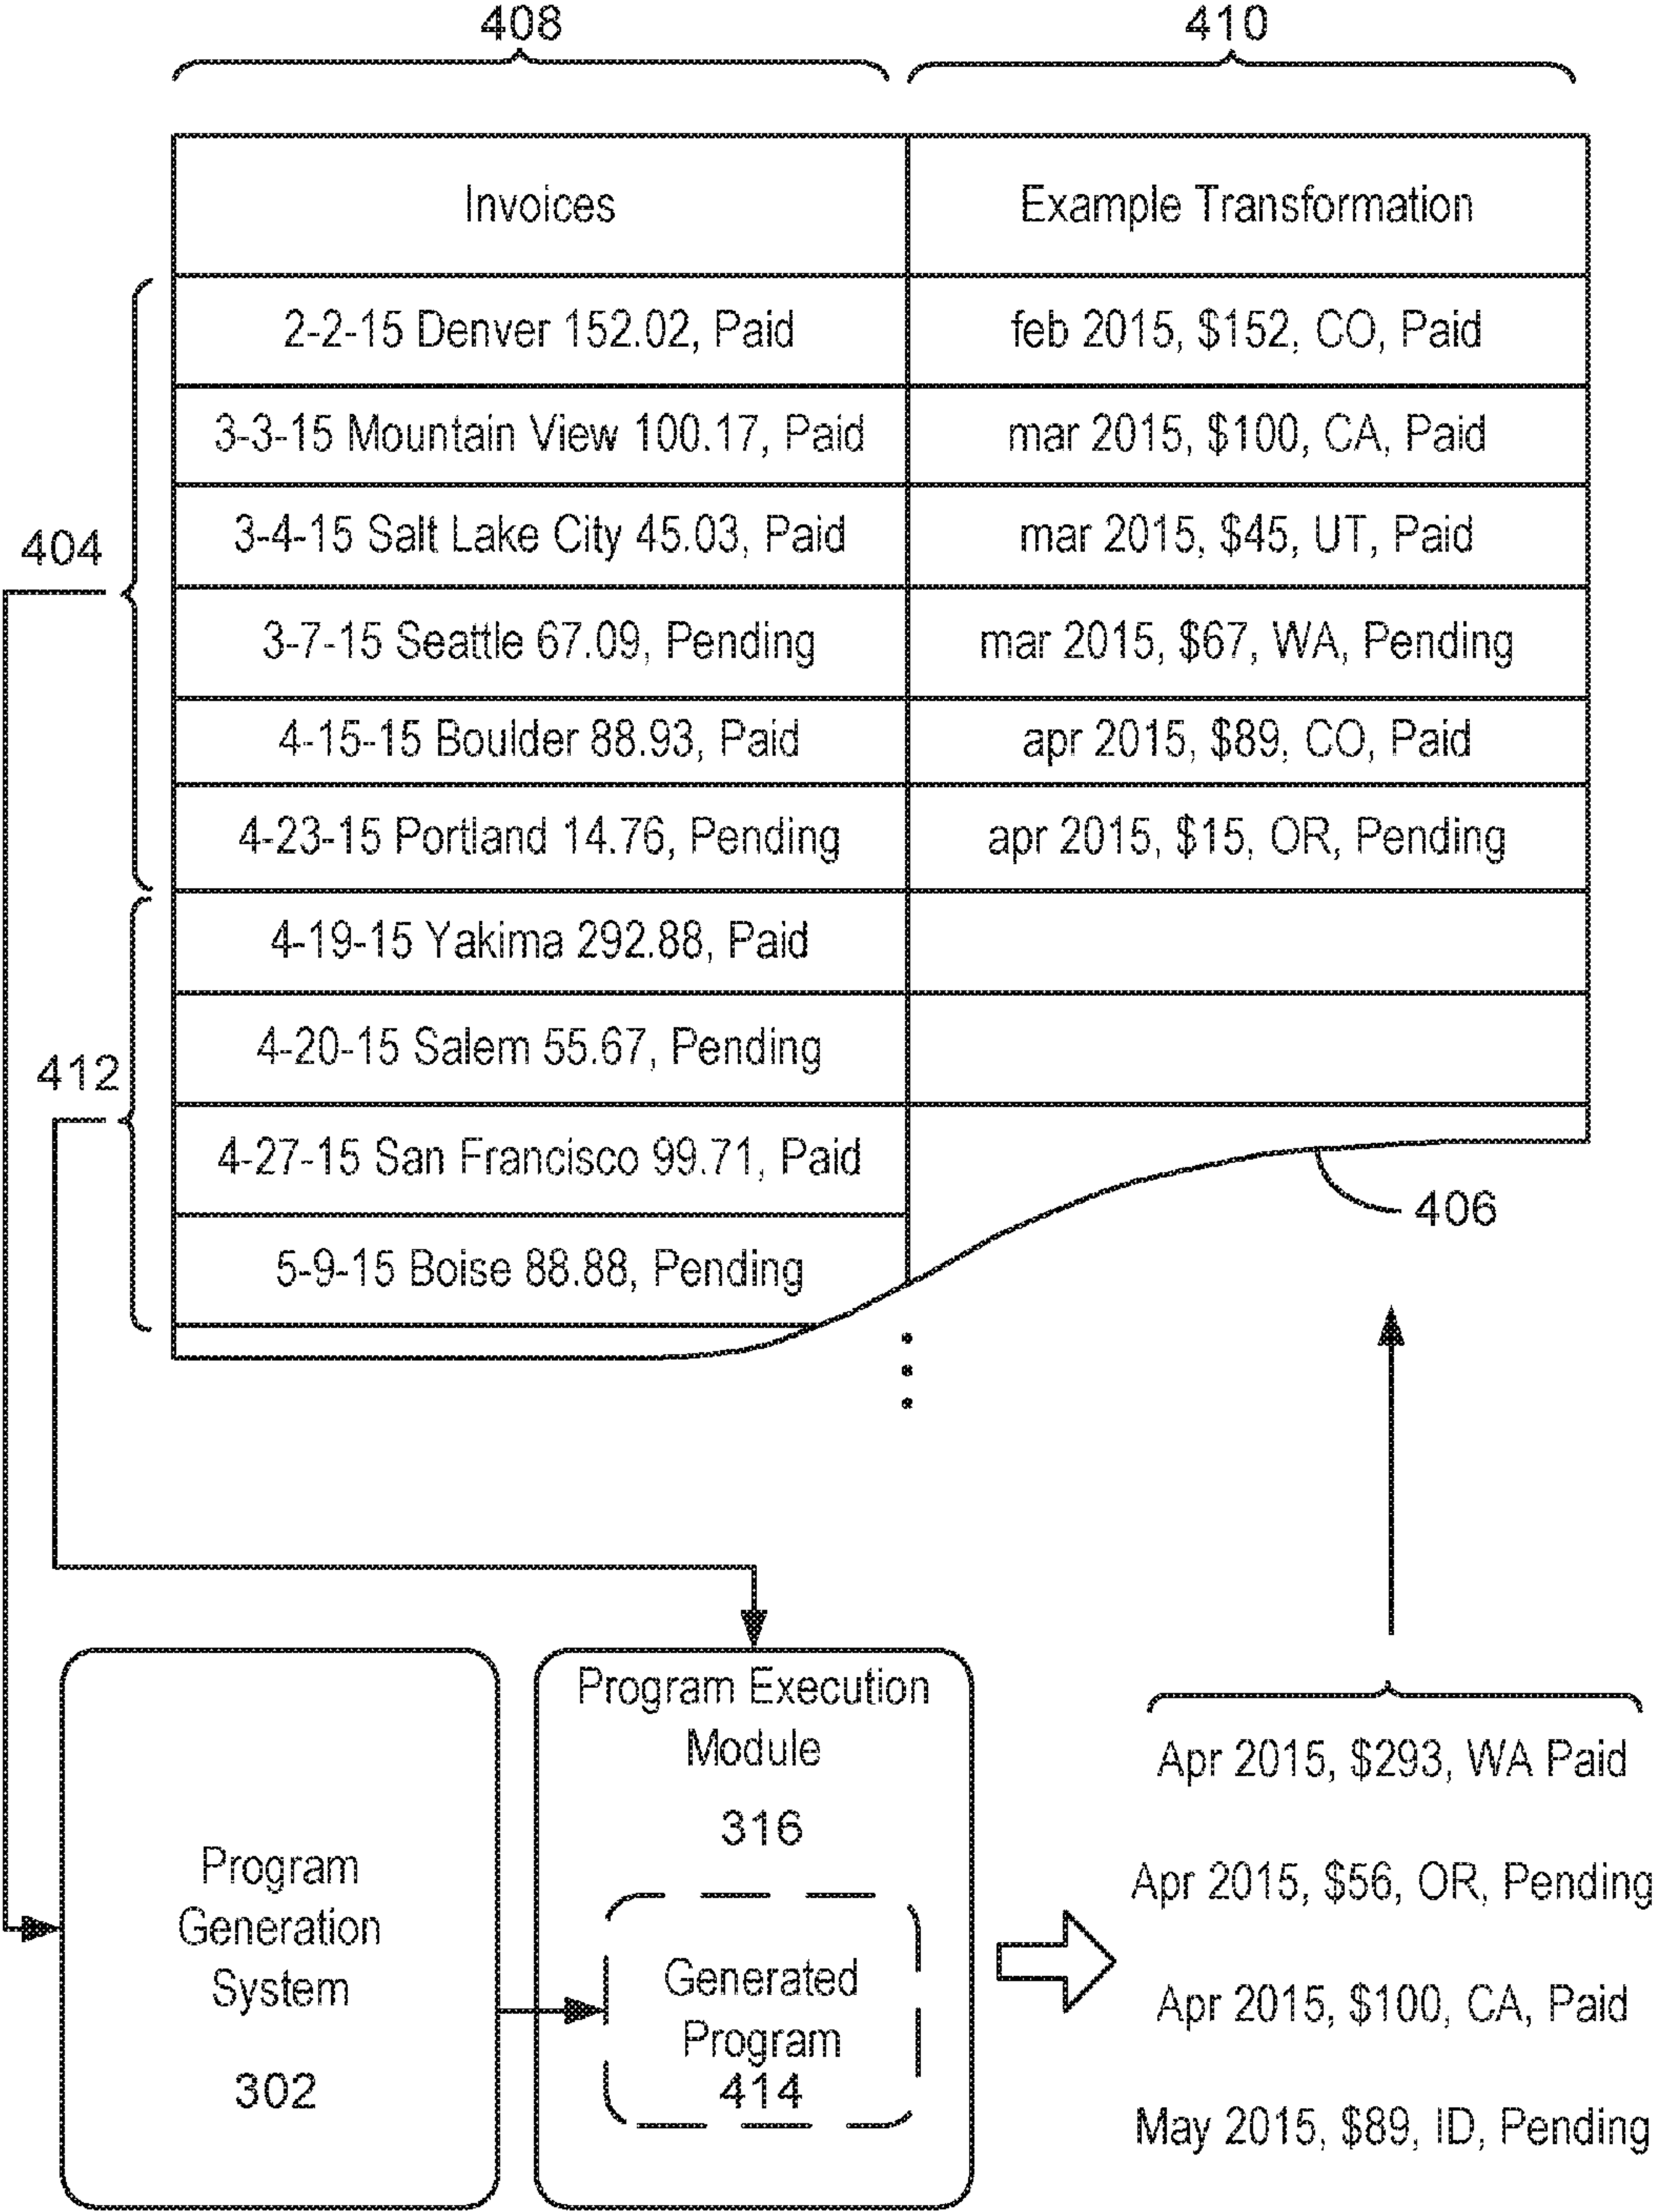 408
410
Invoices
Example Transformation
2-2-15 Denver 152.02, Paid
feb 2015, $152, CO, Paid
3-3-15 Mountain View 100.17, Paid
mar 2015, $100, CA, Paid
404
3-4-15 Salt Lake City 45.03, Paid
mar 2015, $45, UT, Paid
3-7-15 Seattle 67.09, Pending
mar 2015, $67, WA, Pending
4-15-15 Boulder 88.93, Paid
apr 2015, $89, CO, Paid
4-23-15 Portland 14.76, Pending
apr 2015, $15, OR, Pending
4-19-15 Yakima 292.88, Paid
412
4-20-15 Salem 55.67, Pending
4-27-15 San Francisco 99.71, Paid
406
5-9-15 Boise 88.88, Pending
Program
Generation
System
302
Program Execution
Module
316
Generated
Program
414
Apr 2015, $293, WA Paid
Apr 2015, $56, OR, Pending
Apr 2015, $100, CA, Paid
May 2015, $89, ID, Pending